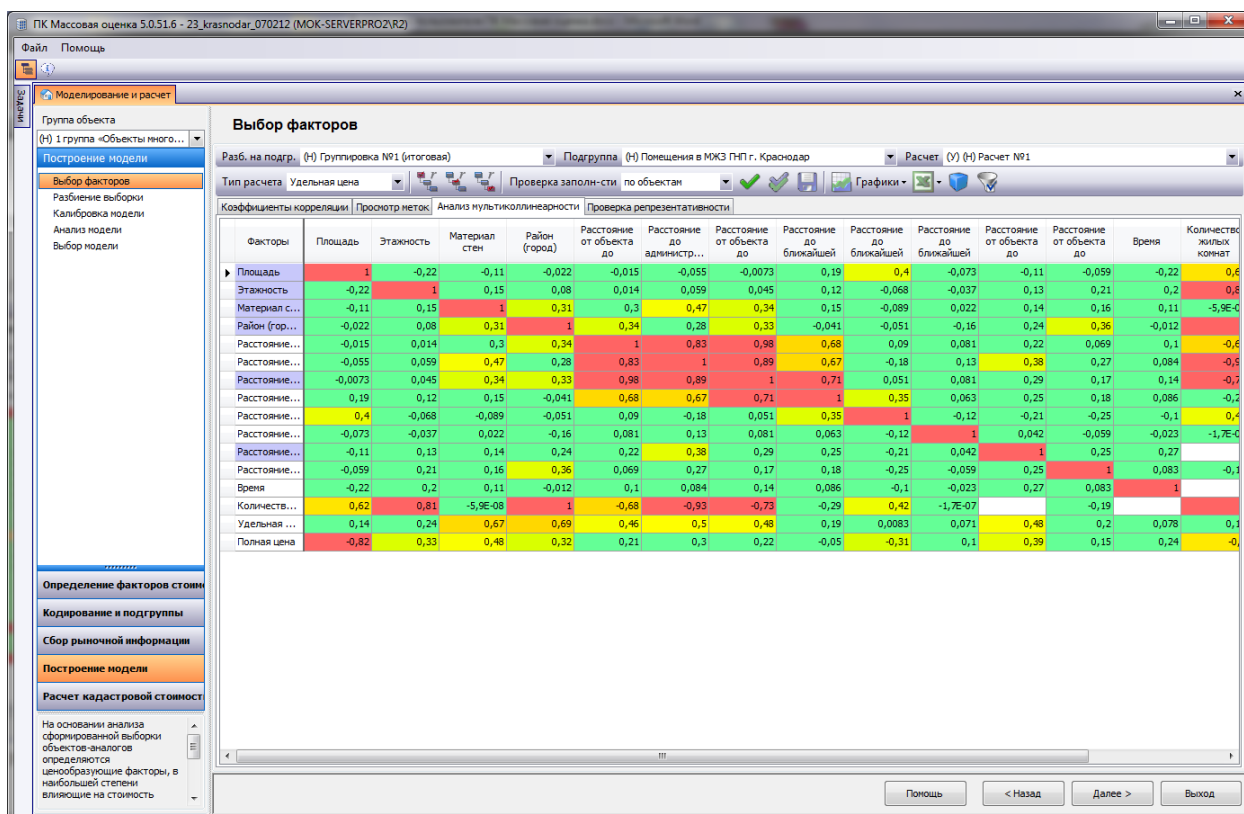 ПК Массовая оценка 5.0.51.6 - 23_krasnodar_070212 (MOK-SERVERPRO2\R2)
Файл Помощь
Задачи
Моделирование и расчет
Группа объекта
(Н) 1 группа «Объекты много...
Построение модели
Выбор факторов
Разбиение выборки
Калибровка модели
Анализ модели
Выбор модели
Определение факторов стоим
Кодирование и подгруппы
Сбор рыночной информации
Построение модели
Расчет кадастровой стоимост
На основании анализа
сформированной выборки
объектов-аналогов
определяются
ценообразующие факторы, в
наибольшей степени
влияющие на стоимость
Выбор факторов
Разб. на подгр. (Н) Группировка №1 (итоговая) Подгруппа (Н) Помещения в МЖЗ ГНП г. Краснодар Расчет (У) (Н) Расчет №1
Тип расчета Удельная цена Проверка заполн-сти по объектам Графики
Коэффициенты корреляции Просмотр меток Анализ мультиколлинеарности Проверка репрезентативности
Факторы Площадь Этажность Материал стен Район (город) Расстояние от объекта до Расстояние до администр... Расстояние от объекта до Расстояние до ближайшей Расстояние до ближайшей Расстояние до ближайшей Расстояние от объекта до Расстояние от объекта до Время Количество жилых комнат
Площадь 1 -0,22 -0,11 -0,022 -0,015 -0,055 -0,0073 0,19 0,4 -0,073 -0,11 -0,059 -0,22 0,6
Этажность -0,22 1 0,15 0,08 0,014 0,059 0,045 0,12 -0,068 -0,037 0,13 0,21 0,2 0,8
Материал с... -0,11 0,15 1 0,31 0,3 0,47 0,34 0,15 -0,089 0,022 0,14 0,16 0,11 -5,9E-0
Район (гор... -0,022 0,08 0,31 1 0,34 0,28 0,33 -0,041 -0,051 -0,16 0,24 0,36 -0,012
Расстояние... -0,015 0,014 0,3 0,34 1 0,83 0,98 0,68 0,09 0,081 0,22 0,069 0,1 -0,6
Расстояние... -0,055 0,059 0,47 0,28 0,83 1 0,89 0,67 -0,18 0,13 0,38 0,27 0,084 -0,9
Расстояние... -0,0073 0,045 0,34 0,33 0,98 0,89 1 0,71 0,051 0,081 0,29 0,17 0,14 -0,7
Расстояние... 0,19 0,12 0,15 -0,041 0,68 0,67 0,71 1 0,35 0,063 0,25 0,18 0,086 -0,2
Расстояние... 0,4 -0,068 -0,089 -0,051 0,09 -0,18 0,051 0,35 1 -0,12 -0,21 -0,25 -0,1 0,4
Расстояние... -0,073 -0,037 0,022 -0,16 0,081 0,13 0,081 0,063 -0,12 1 0,042 -0,059 -0,023 -1,7E-0
Расстояние... -0,11 0,13 0,14 0,24 0,22 0,38 0,29 0,25 -0,21 0,042 1 0,25 0,27
Расстояние... -0,059 0,21 0,16 0,36 0,069 0,27 0,17 0,18 -0,25 -0,059 0,25 1 0,083 -0,1
Время -0,22 0,2 0,11 -0,012 0,1 0,084 0,14 0,086 -0,1 -0,023 0,27 0,083 1
Количеств... 0,62 0,81 -5,9E-08 1 -0,68 -0,93 -0,73 -0,29 0,42 -1,7E-07 -0,19
Удельная ... 0,14 0,24 0,67 0,69 0,46 0,5 0,48 0,19 0,0083 0,071 0,48 0,2 0,078 0,1
Полная цена -0,82 0,33 0,48 0,32 0,21 0,3 0,22 -0,05 -0,31 0,1 0,39 0,15 0,24 -0,
Помощь < Назад Далее > Выход